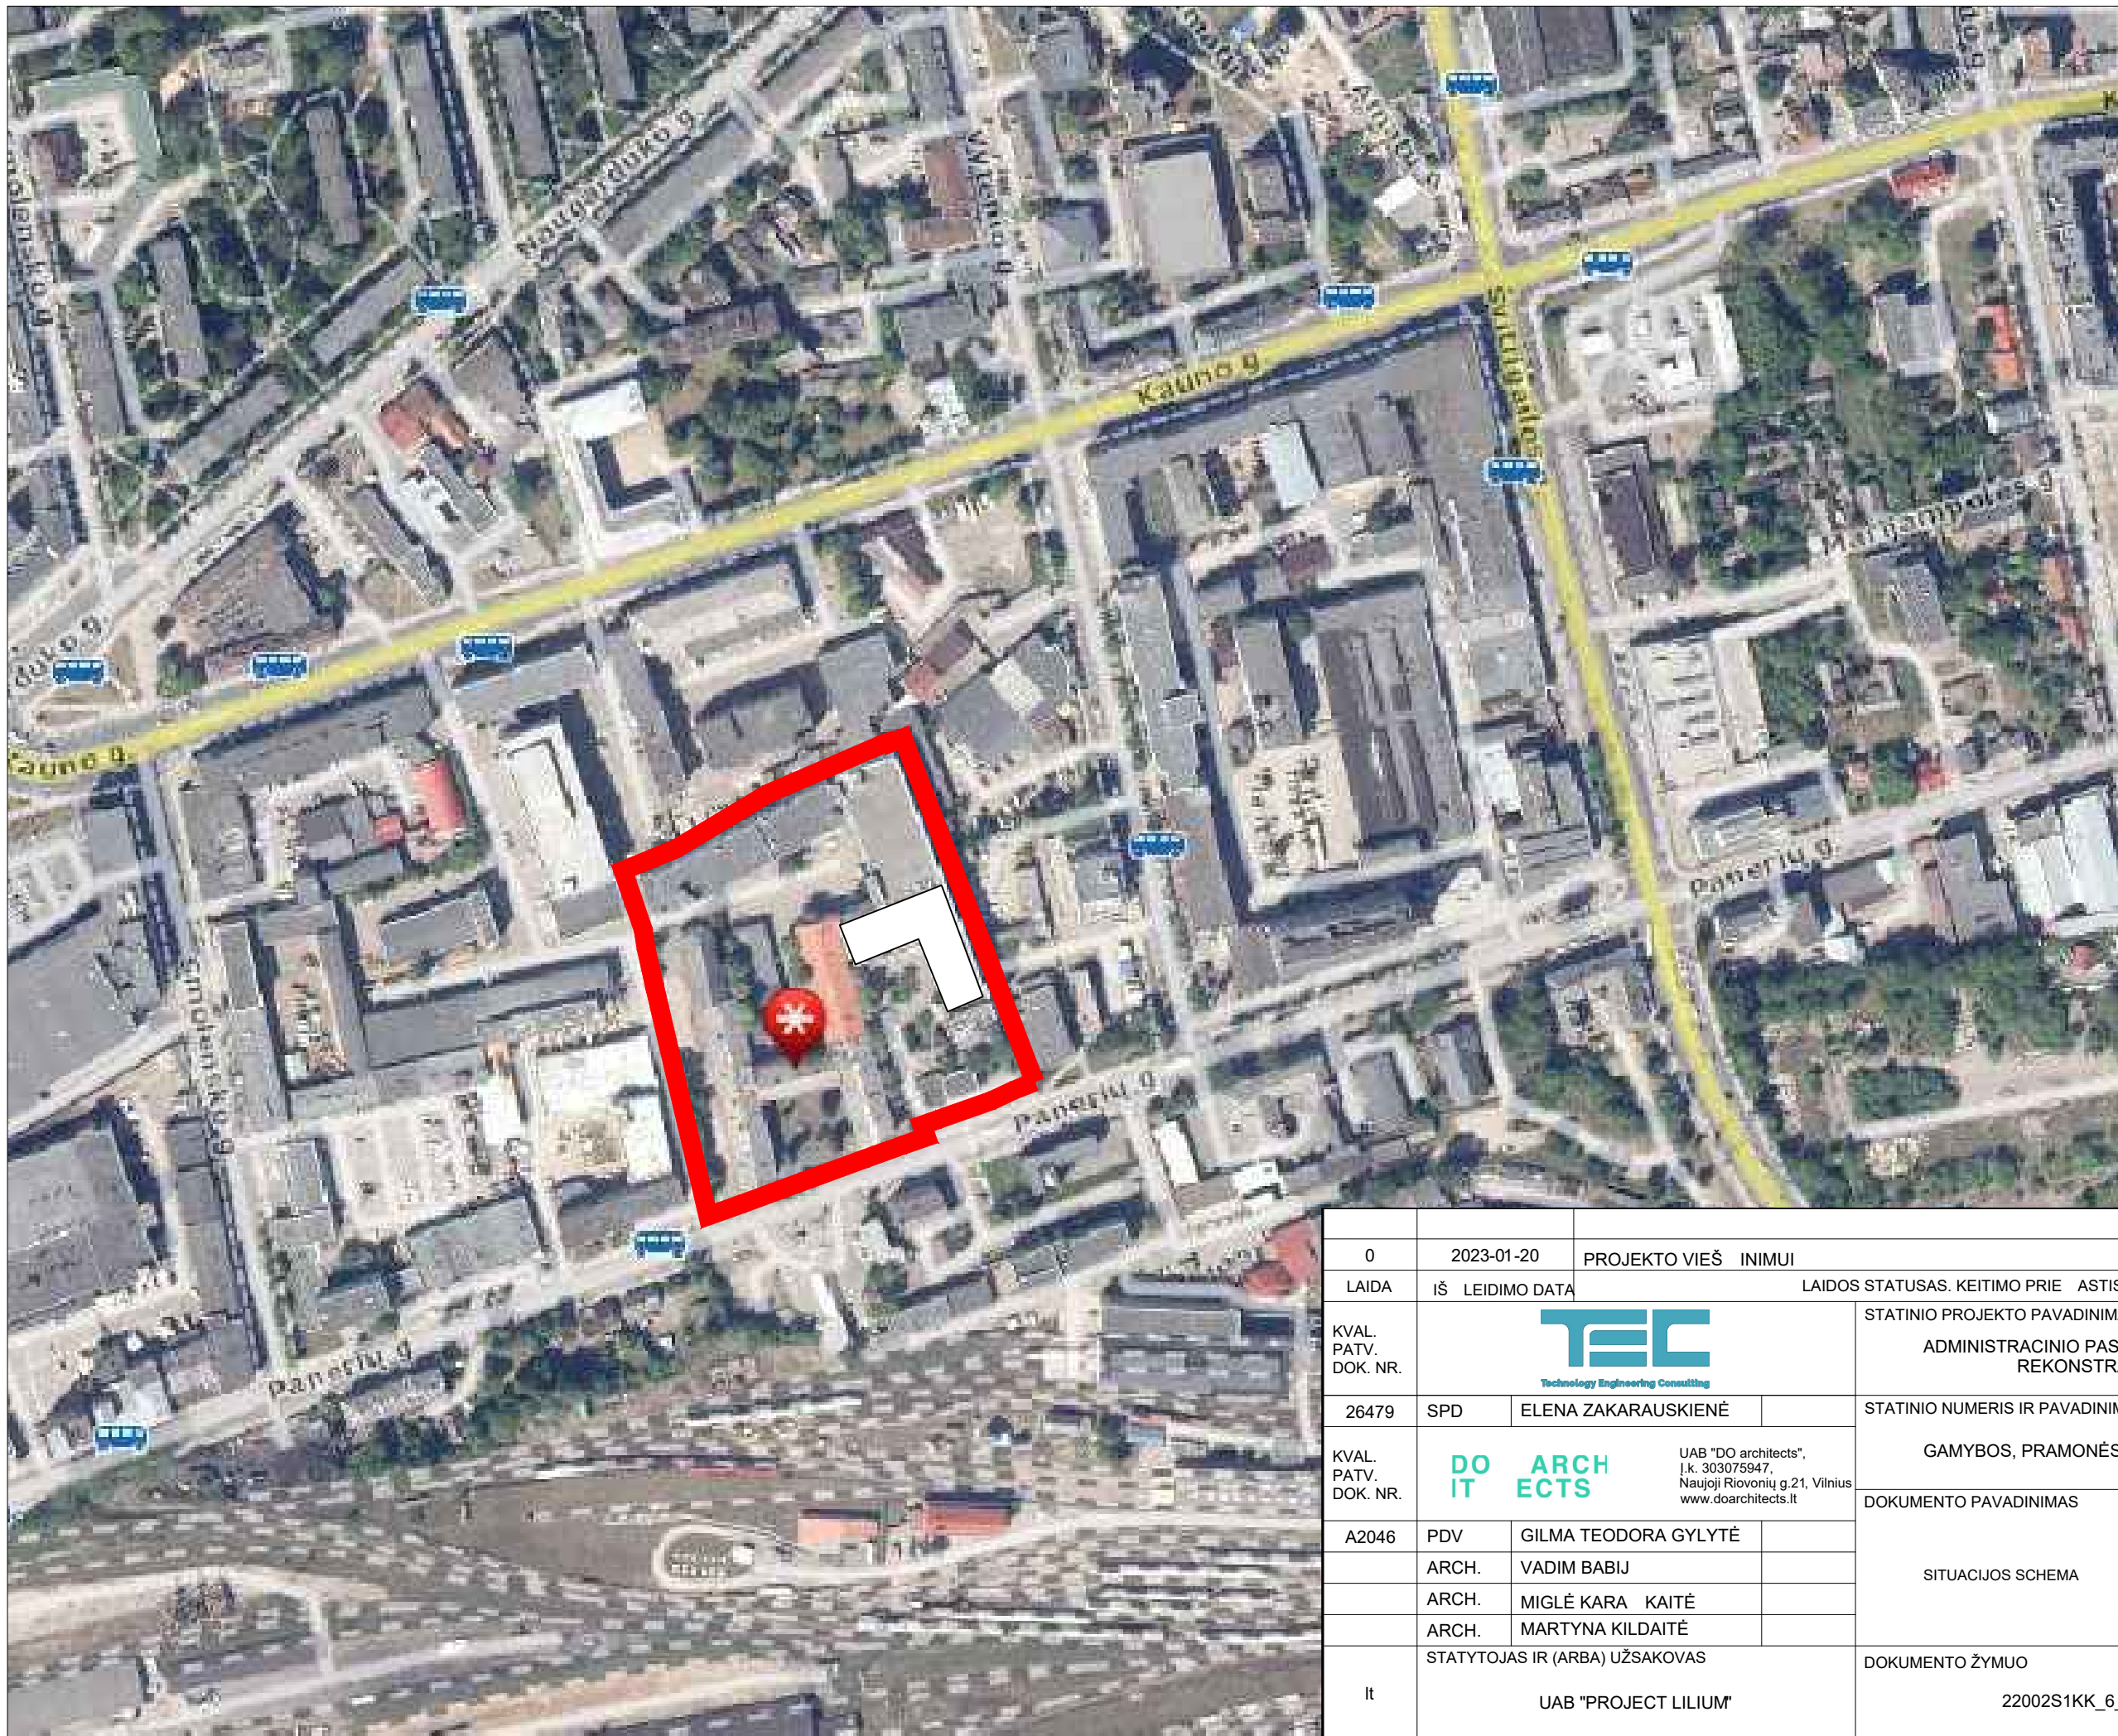 Naugarduko g.
Vytenio g.
Kauno g.
Švitrigailos
Kauno g.
Marijampolės g.
Panerių g.
Smolensko g.
Panerių g.
Panerių g.
0
2023-01-20
PROJEKTO VIEŠ INIMUI
LAIDA
IŠ LEIDIMO DATA
LAIDOS STATUSAS. KEITIMO PRIE ASTIS
KVAL.
PATV.
DOK. NR.
TEC
Technology Engineering Consulting
STATINIO PROJEKTO PAVADINIM
ADMINISTRACINIO PAS
REKONSTRA
26479
SPD
ELENA ZAKARAUSKIENĖ
STATINIO NUMERIS IR PAVADINIM
KVAL.
PATV.
DOK. NR.
DO ARCH
IT ECTS
UAB "DO architects",
Į.k. 303075947,
Naujoji Riovonių g.21, Vilnius
www.doarchitects.lt
GAMYBOS, PRAMONĖS
DOKUMENTO PAVADINIMAS
A2046
PDV
GILMA TEODORA GYLYTĖ
ARCH.
VADIM BABIJ
SITUACIJOS SCHEMA
ARCH.
MIGLĖ KARA KAITĖ
ARCH.
MARTYNA KILDAITĖ
STATYTOJAS IR (ARBA) UŽSAKOVAS
DOKUMENTO ŽYMUO
lt
UAB "PROJECT LILIUM"
22002S1KK_6_